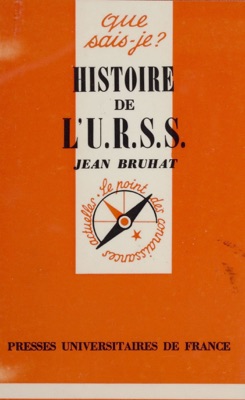 que
sais-je?
HISTOIRE
DE
L'U.R.S.S.
JEAN BRUHAT
le point des connaissances actuelles
PRESSES UNIVERSITAIRES DE FRANCE